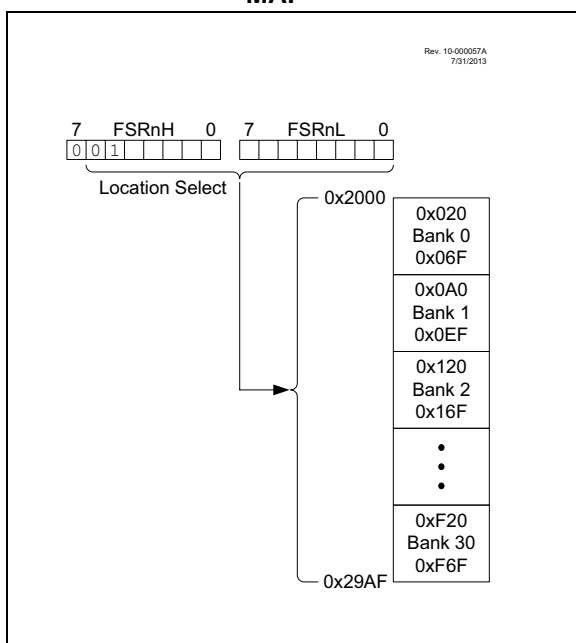 Rev. 10-000057A
7/31/2013
7 FSRnH 0 7 FSRnL 0
0 0 1
Location Select
0x2000
0x020
Bank 0
0x06F
0x0A0
Bank 1
0x0EF
0x120
Bank 2
0x16F
0xF20
Bank 30
0xF6F
0x29AF